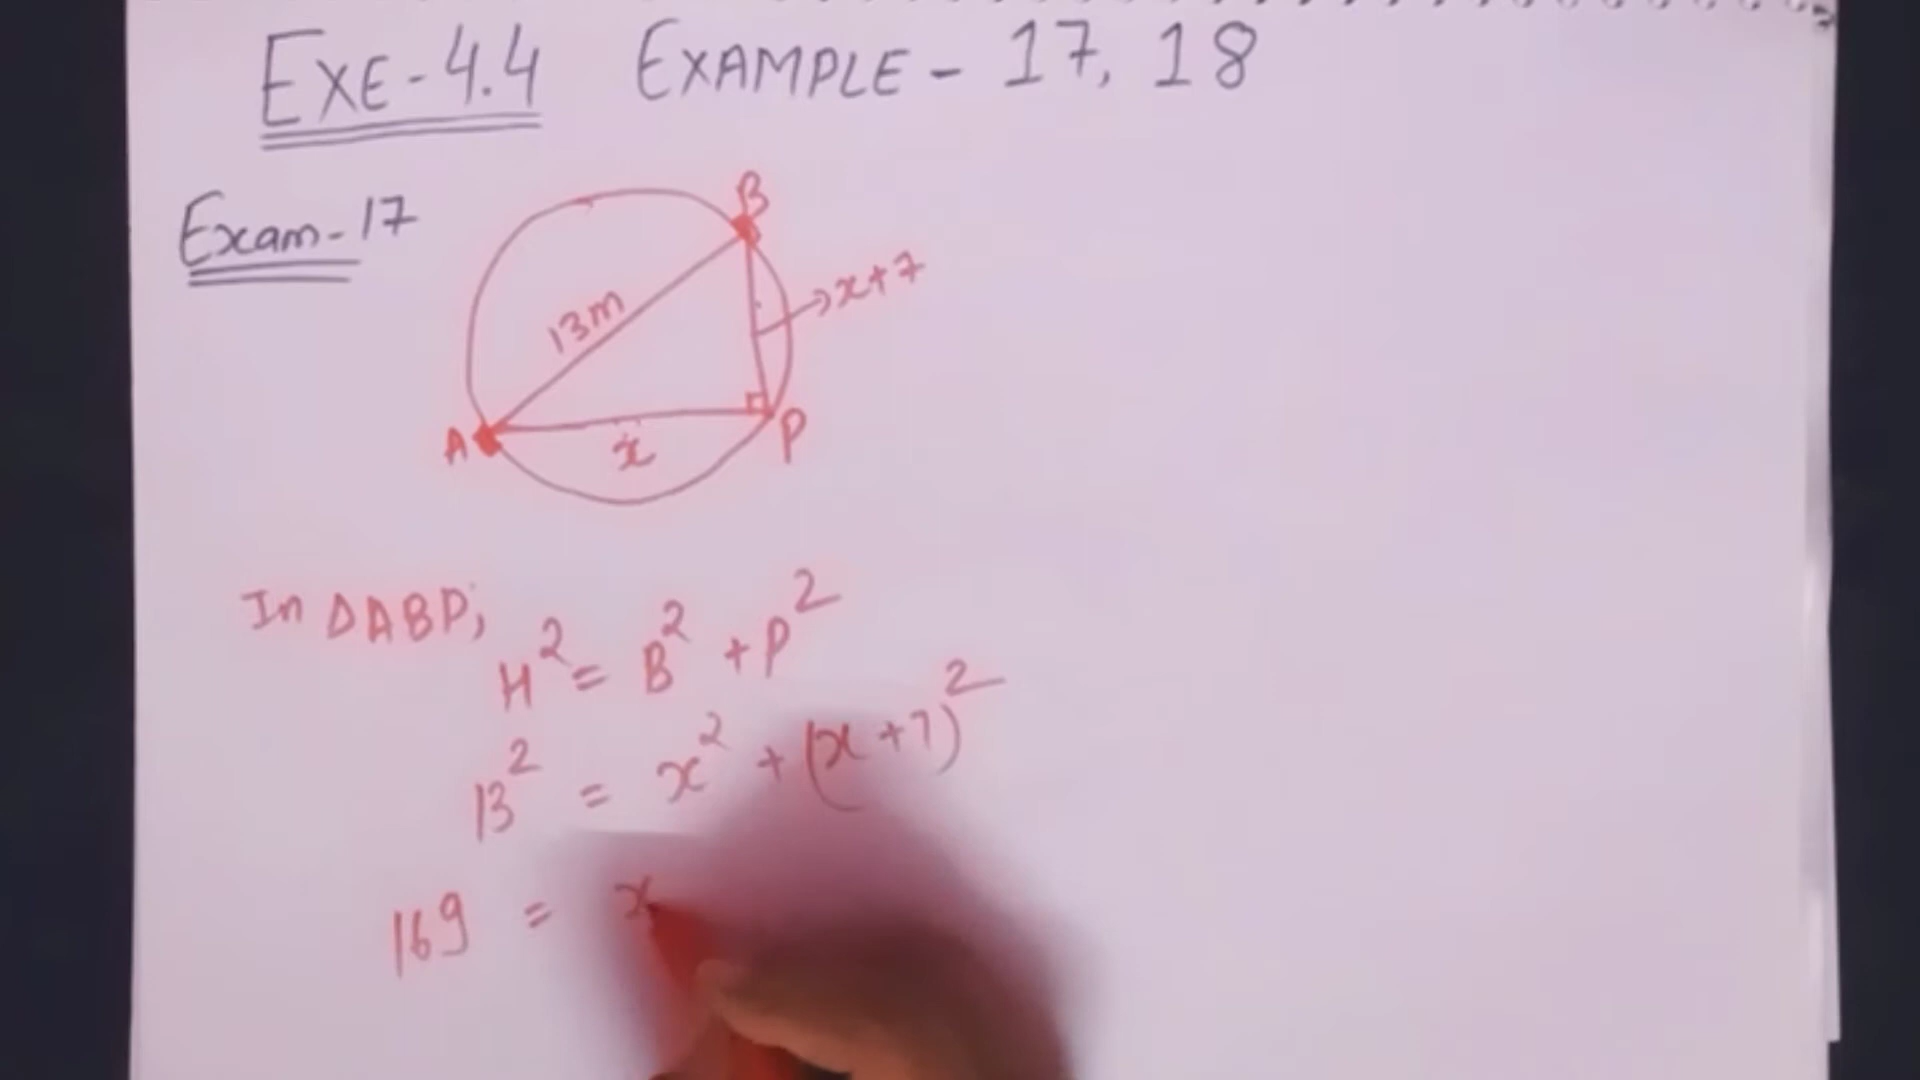 EXE-4.4 EXAMPLE-17, 18
Exam-17
B
13m
x+7
A
x
P
In ΔABP;
H² = B² + P²
13² = x² + (x+7)²
169 = x